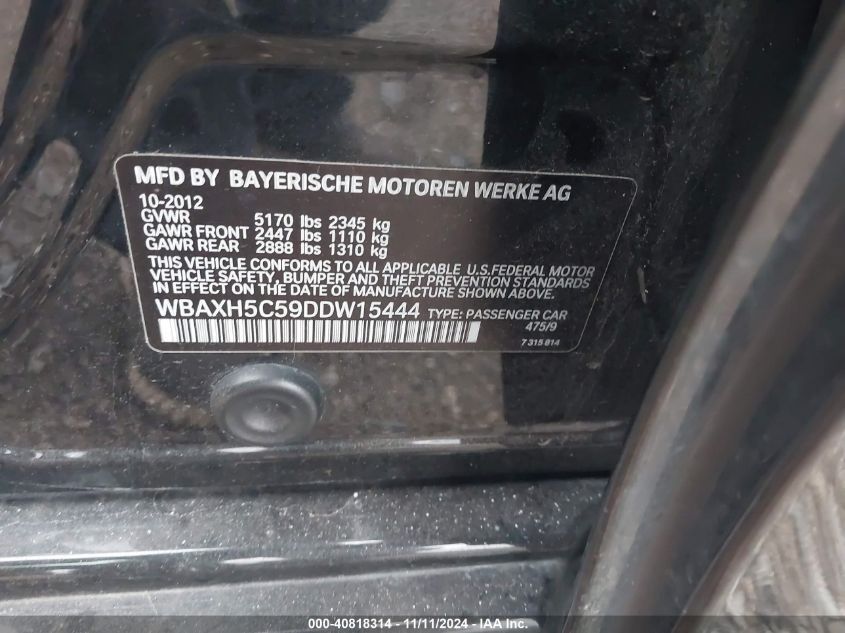 MFD BY BAYERISCHE MOTOREN WERKE AG
10-2012
GVWR 5170 lbs 2345 kg
GAWR FRONT 2447 lbs 1110 kg
GAWR REAR 2888 lbs 1310 kg
THIS VEHICLE CONFORMS TO ALL APPLICABLE U.S.FEDERAL MOTOR
VEHICLE SAFETY, BUMPER AND THEFT PREVENTION STANDARDS
IN EFFECT ON THE DATE OF MANUFACTURE SHOWN ABOVE.
WBAXH5C59DDW15444 TYPE: PASSENGER CAR
475/9
7 315 814
000-40818314 - 11/11/2024 - IAA Inc.